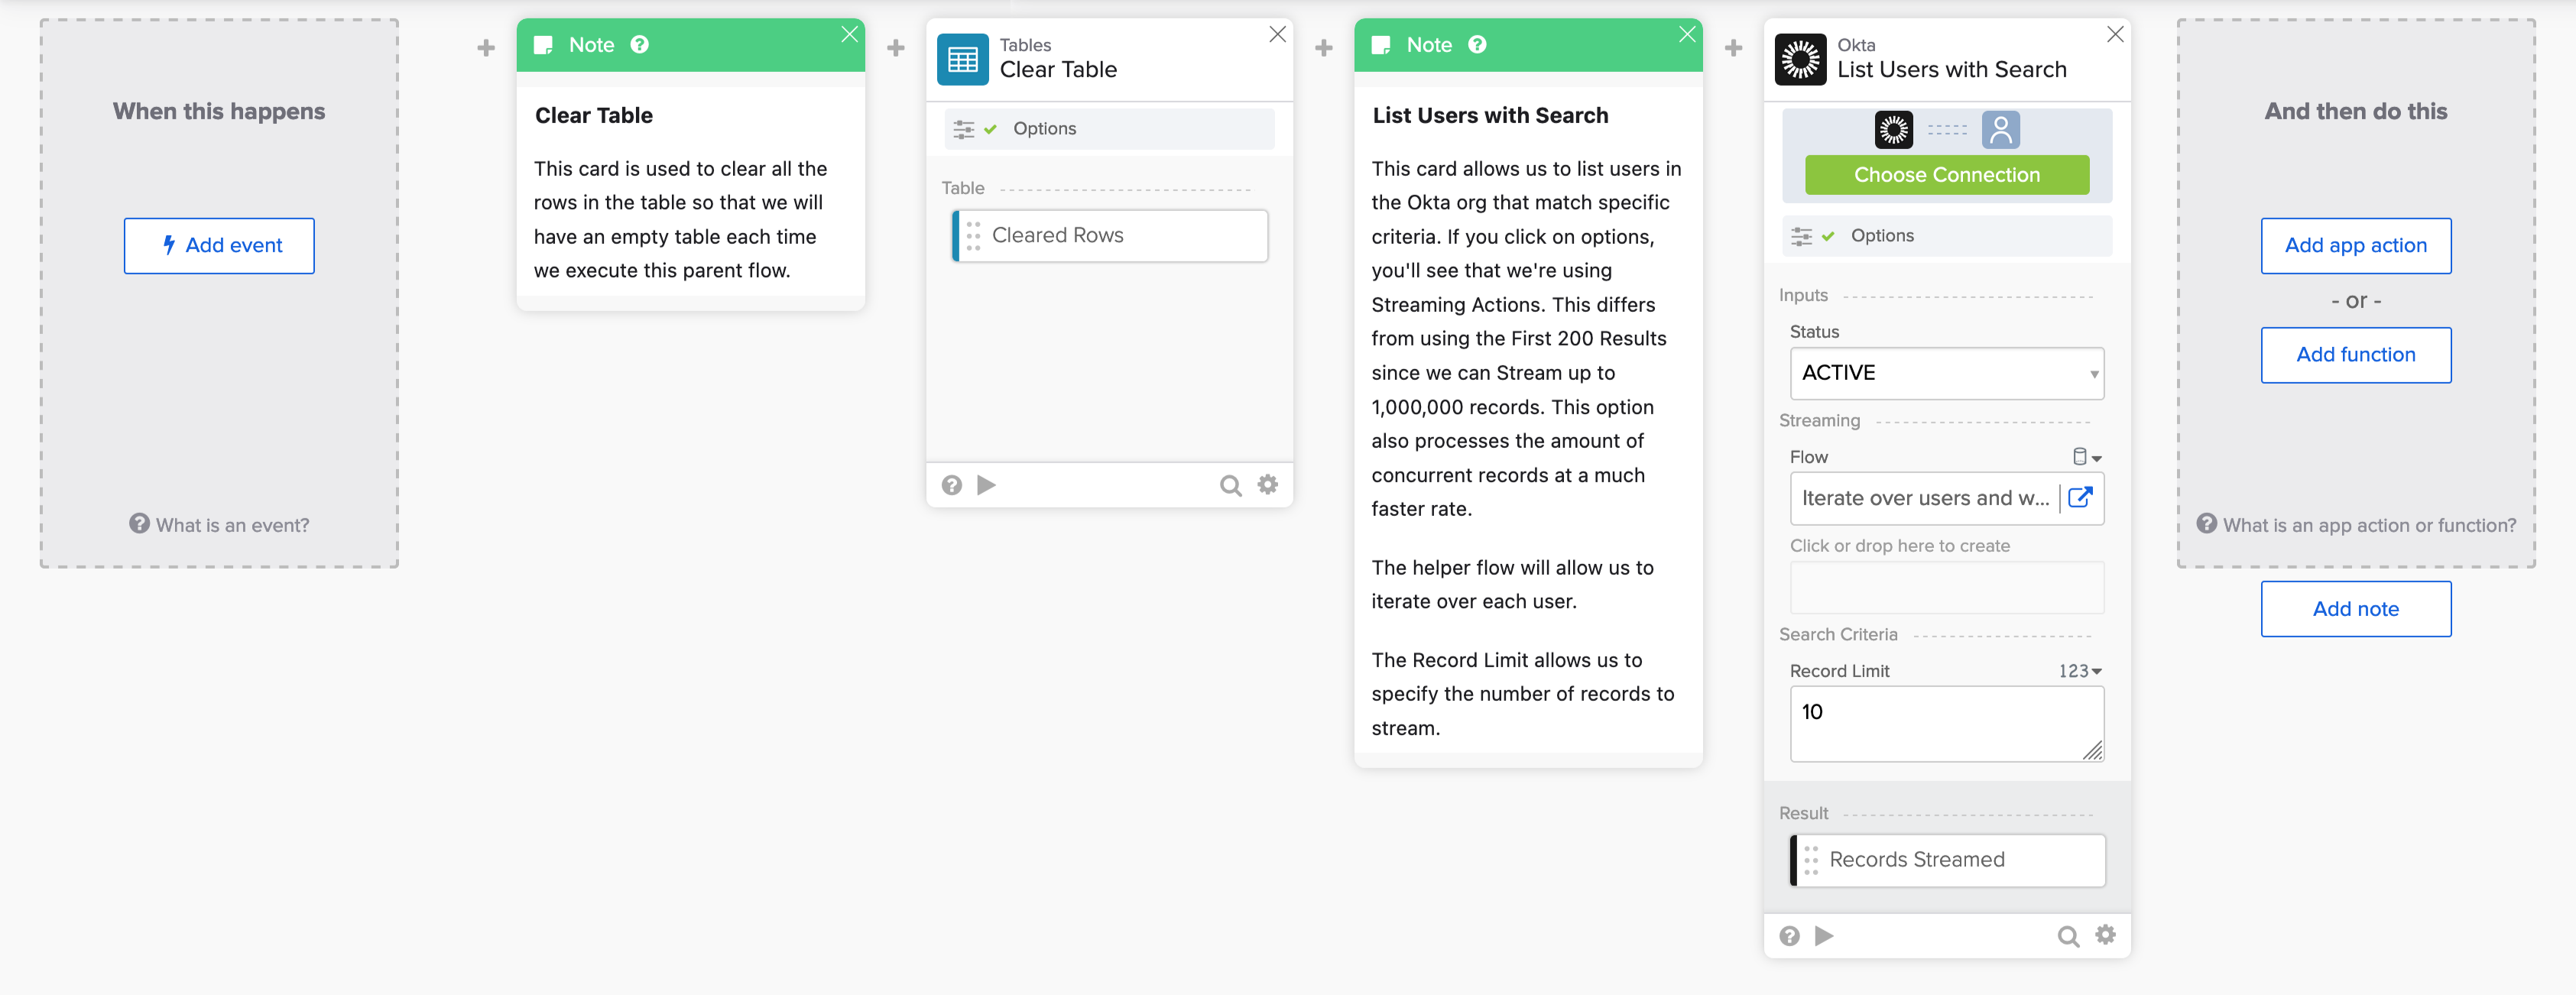 When this happens
Add event
What is an event?
Note
Clear Table
This card is used to clear all the
rows in the table so that we will
have an empty table each time
we execute this parent flow.
Tables
Clear Table
Options
Table
Cleared Rows
Note
List Users with Search
This card allows us to list users in
the Okta org that match specific
criteria. If you click on options,
you'll see that we're using
Streaming Actions. This differs
from using the First 200 Results
since we can Stream up to
1,000,000 records. This option
also processes the amount of
concurrent records at a much
faster rate.
The helper flow will allow us to
iterate over each user.
The Record Limit allows us to
specify the number of records to
stream.
Okta
List Users with Search
Choose Connection
Options
Inputs
Status
ACTIVE
Streaming
Flow
Iterate over users and w...
Click or drop here to create
Search Criteria
Record Limit
123
10
Result
Records Streamed
And then do this
Add app action
- or -
Add function
What is an app action or function?
Add note